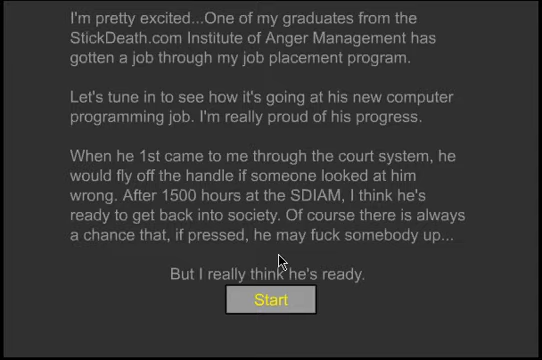 I'm pretty excited...One of my graduates from the
StickDeath.com Institute of Anger Management has
gotten a job through my job placement program.
Let's tune in to see how it's going at his new computer
programming job. I'm really proud of his progress.
When he 1st came to me through the court system, he
would fly off the handle if someone looked at him
wrong. After 1500 hours at the SDIAM, I think he's
ready to get back into society. Of course there is always
a chance that, if pressed, he may fuck somebody up...
But I really think he's ready.
Start